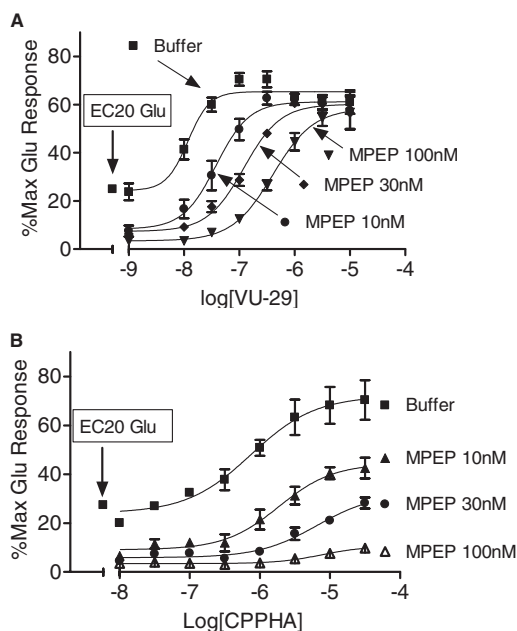 A
Buffer
EC20 Glu
MPEP 100nM
MPEP 30nM
MPEP 10nM
%Max Glu Response
80
60
40
20
0
-9 -8 -7 -6 -5 -4
log[VU-29]
B
EC20 Glu
Buffer
MPEP 10nM
MPEP 30nM
MPEP 100nM
%Max Glu Response
80
60
40
20
0
-8 -7 -6 -5 -4
Log[CPPHA]